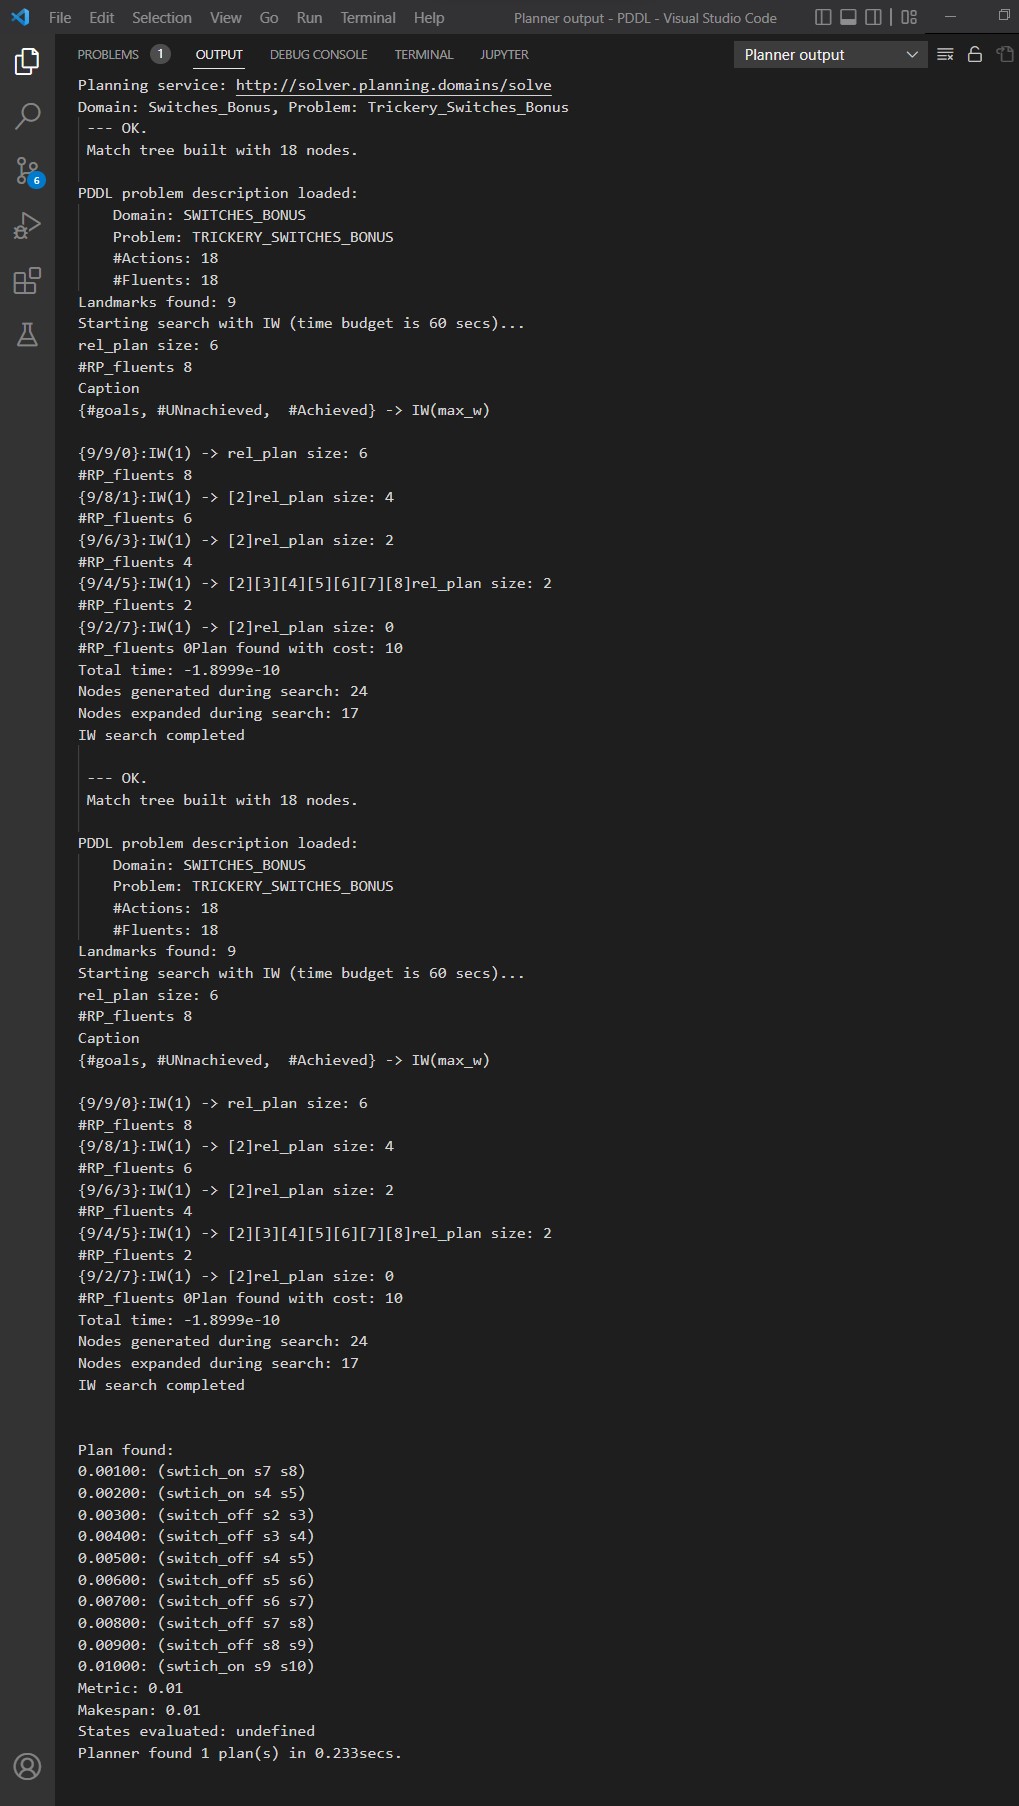 File Edit Selection View Go Run Terminal Help Planner output - PDDL - Visual Studio Code
PROBLEMS 1 OUTPUT DEBUG CONSOLE TERMINAL JUPYTER Planner output
Planning service: http://solver.planning.domains/solve
Domain: Switches_Bonus, Problem: Trickery_Switches_Bonus
--- OK.
Match tree built with 18 nodes.
6
PDDL problem description loaded:
Domain: SWITCHES_BONUS
Problem: TRICKERY_SWITCHES_BONUS
#Actions: 18
#Fluents: 18
Landmarks found: 9
Starting search with IW (time budget is 60 secs)...
rel_plan size: 6
#RP_fluents 8
Caption
{#goals, #UNnachieved,  #Achieved} -> IW(max_w)
{9/9/0}:IW(1) -> rel_plan size: 6
#RP_fluents 8
{9/8/1}:IW(1) -> [2]rel_plan size: 4
#RP_fluents 6
{9/6/3}:IW(1) -> [2]rel_plan size: 2
#RP_fluents 4
{9/4/5}:IW(1) -> [2][3][4][5][6][7][8]rel_plan size: 2
#RP_fluents 2
{9/2/7}:IW(1) -> [2]rel_plan size: 0
#RP_fluents 0Plan found with cost: 10
Total time: -1.8999e-10
Nodes generated during search: 24
Nodes expanded during search: 17
IW search completed
--- OK.
Match tree built with 18 nodes.
PDDL problem description loaded:
Domain: SWITCHES_BONUS
Problem: TRICKERY_SWITCHES_BONUS
#Actions: 18
#Fluents: 18
Landmarks found: 9
Starting search with IW (time budget is 60 secs)...
rel_plan size: 6
#RP_fluents 8
Caption
{#goals, #UNnachieved,  #Achieved} -> IW(max_w)
{9/9/0}:IW(1) -> rel_plan size: 6
#RP_fluents 8
{9/8/1}:IW(1) -> [2]rel_plan size: 4
#RP_fluents 6
{9/6/3}:IW(1) -> [2]rel_plan size: 2
#RP_fluents 4
{9/4/5}:IW(1) -> [2][3][4][5][6][7][8]rel_plan size: 2
#RP_fluents 2
{9/2/7}:IW(1) -> [2]rel_plan size: 0
#RP_fluents 0Plan found with cost: 10
Total time: -1.8999e-10
Nodes generated during search: 24
Nodes expanded during search: 17
IW search completed
Plan found:
0.00100: (swtich_on s7 s8)
0.00200: (swtich_on s4 s5)
0.00300: (switch_off s2 s3)
0.00400: (switch_off s3 s4)
0.00500: (switch_off s4 s5)
0.00600: (switch_off s5 s6)
0.00700: (switch_off s6 s7)
0.00800: (switch_off s7 s8)
0.00900: (switch_off s8 s9)
0.01000: (swtich_on s9 s10)
Metric: 0.01
Makespan: 0.01
States evaluated: undefined
Planner found 1 plan(s) in 0.233secs.